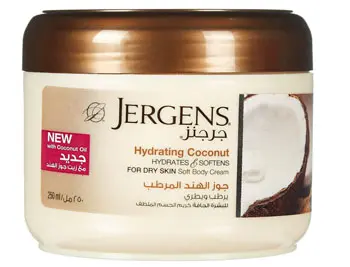 JERGENS
جرجنز
NEW
with Coconut Oil
جديد
مع زيت جوز الهند
Hydrating Coconut
HYDRATES & SOFTENS
FOR DRY SKIN Soft Body Cream
جوز الهند المرطب
يرطب ويطري
للبشرة الجافة كريم الجسم الملطف
250 ml/٢٥٠ مل